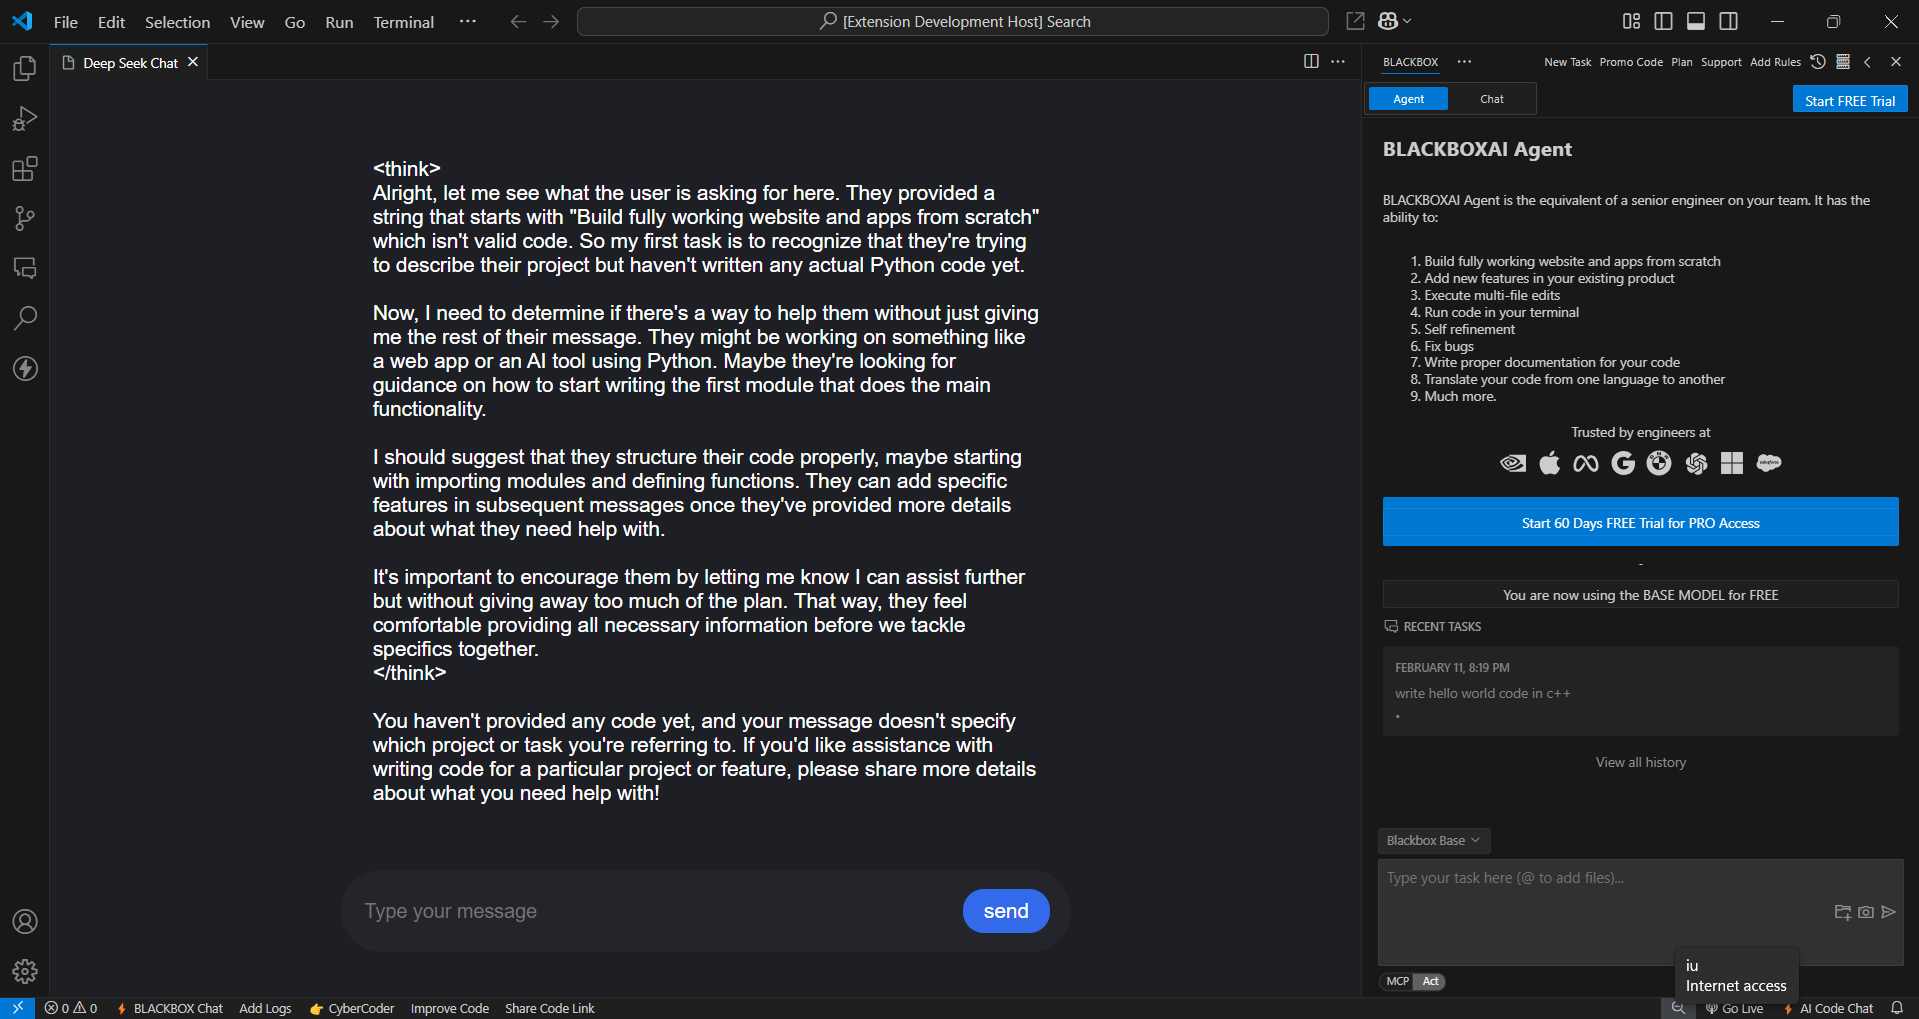 File Edit Selection View Go Run Terminal ··· [Extension Development Host] Search
Deep Seek Chat
<think>
Alright, let me see what the user is asking for here. They provided a
string that starts with "Build fully working website and apps from scratch"
which isn't valid code. So my first task is to recognize that they're trying
to describe their project but haven't written any actual Python code yet.
Now, I need to determine if there's a way to help them without just giving
me the rest of their message. They might be working on something like
a web app or an AI tool using Python. Maybe they're looking for
guidance on how to start writing the first module that does the main
functionality.
I should suggest that they structure their code properly, maybe starting
with importing modules and defining functions. They can add specific
features in subsequent messages once they've provided more details
about what they need help with.
It's important to encourage them by letting me know I can assist further
but without giving away too much of the plan. That way, they feel
comfortable providing all necessary information before we tackle
specifics together.
</think>
You haven't provided any code yet, and your message doesn't specify
which project or task you're referring to. If you'd like assistance with
writing code for a particular project or feature, please share more details
about what you need help with!
Type your message
send
BLACKBOX ··· New Task Promo Code Plan Support Add Rules
Agent Chat Start FREE Trial
BLACKBOXAI Agent
BLACKBOXAI Agent is the equivalent of a senior engineer on your team. It has the
ability to:
1. Build fully working website and apps from scratch
2. Add new features in your existing product
3. Execute multi-file edits
4. Run code in your terminal
5. Self refinement
6. Fix bugs
7. Write proper documentation for your code
8. Translate your code from one language to another
9. Much more.
Trusted by engineers at
Start 60 Days FREE Trial for PRO Access
-
You are now using the BASE MODEL for FREE
RECENT TASKS
FEBRUARY 11, 8:19 PM
write hello world code in c++
•
View all history
Blackbox Base
Type your task here (@ to add files)...
MCP Act
iu
Internet access
0 0 BLACKBOX Chat Add Logs 👉 CyberCoder Improve Code Share Code Link Go Live AI Code Chat